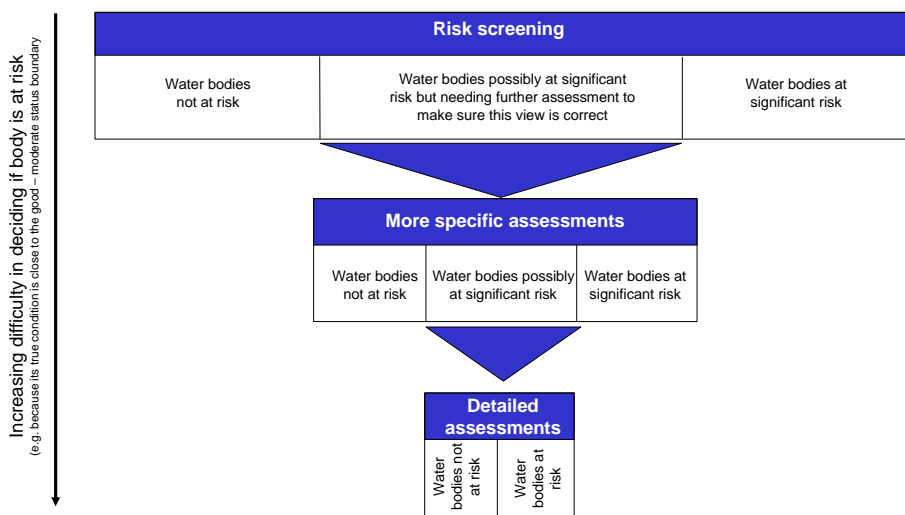 Increasing difficulty in deciding if body is at risk
(e.g. because its true condition is close to the good – moderate status boundary
Risk screening
Water bodies
not at risk
Water bodies possibly at significant
risk but needing further assessment to
make sure this view is correct
Water bodies at
significant risk
More specific assessments
Water bodies
not at risk
Water bodies possibly
at significant risk
Water bodies at
significant risk
Detailed
assessments
Water
bodies not
at risk
Water
bodies at
risk